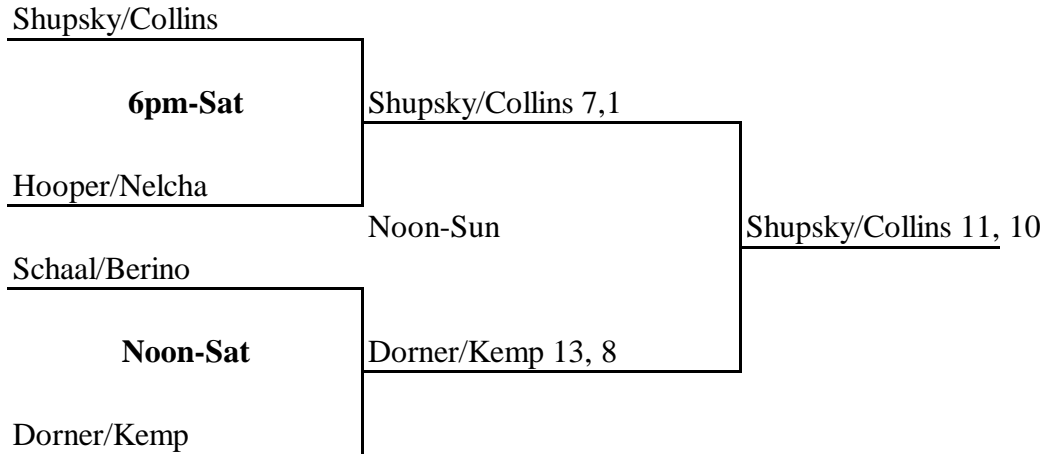 Shupsky/Collins
6pm-Sat
Shupsky/Collins 7,1
Hooper/Nelcha
Noon-Sun
Shupsky/Collins 11, 10
Schaal/Berino
Noon-Sat
Dorner/Kemp 13, 8
Dorner/Kemp